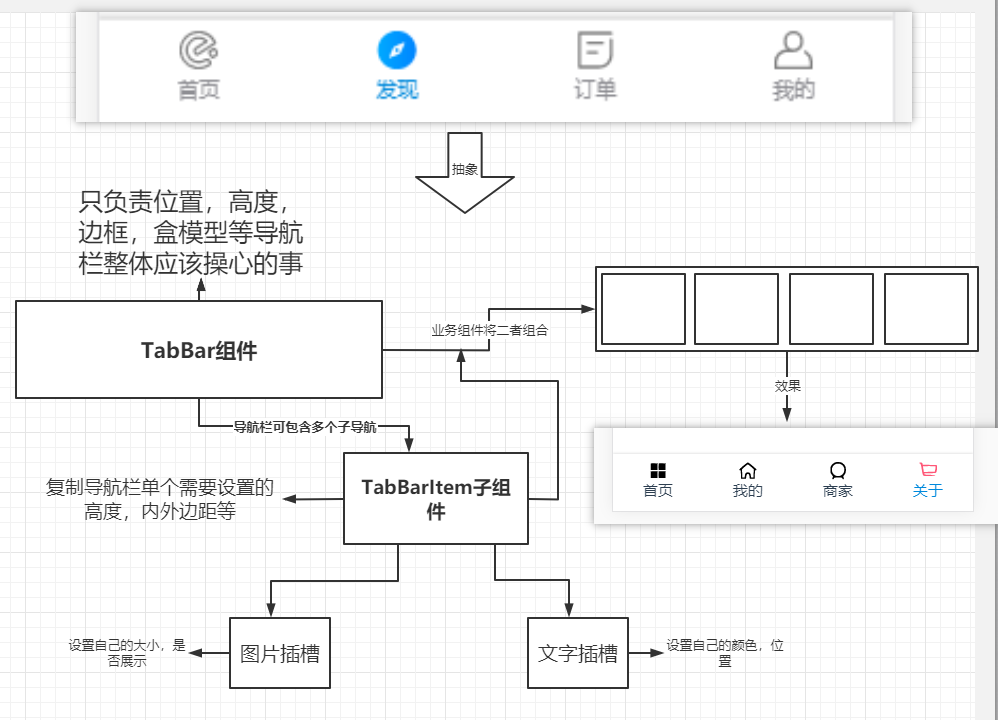 首页
发现
订单
我的
抽象
只负责位置，高度，
边框，盒模型等导航
栏整体应该操心的事
TabBar组件
业务组件将二者组合
效果
导航栏可包含多个子导航
首页
我的
商家
关于
复制导航栏单个需要设置的
高度，内外边距等
TabBarItem子组
件
设置自己的大小，是
否展示
图片插槽
文字插槽
设置自己的颜色，位
置